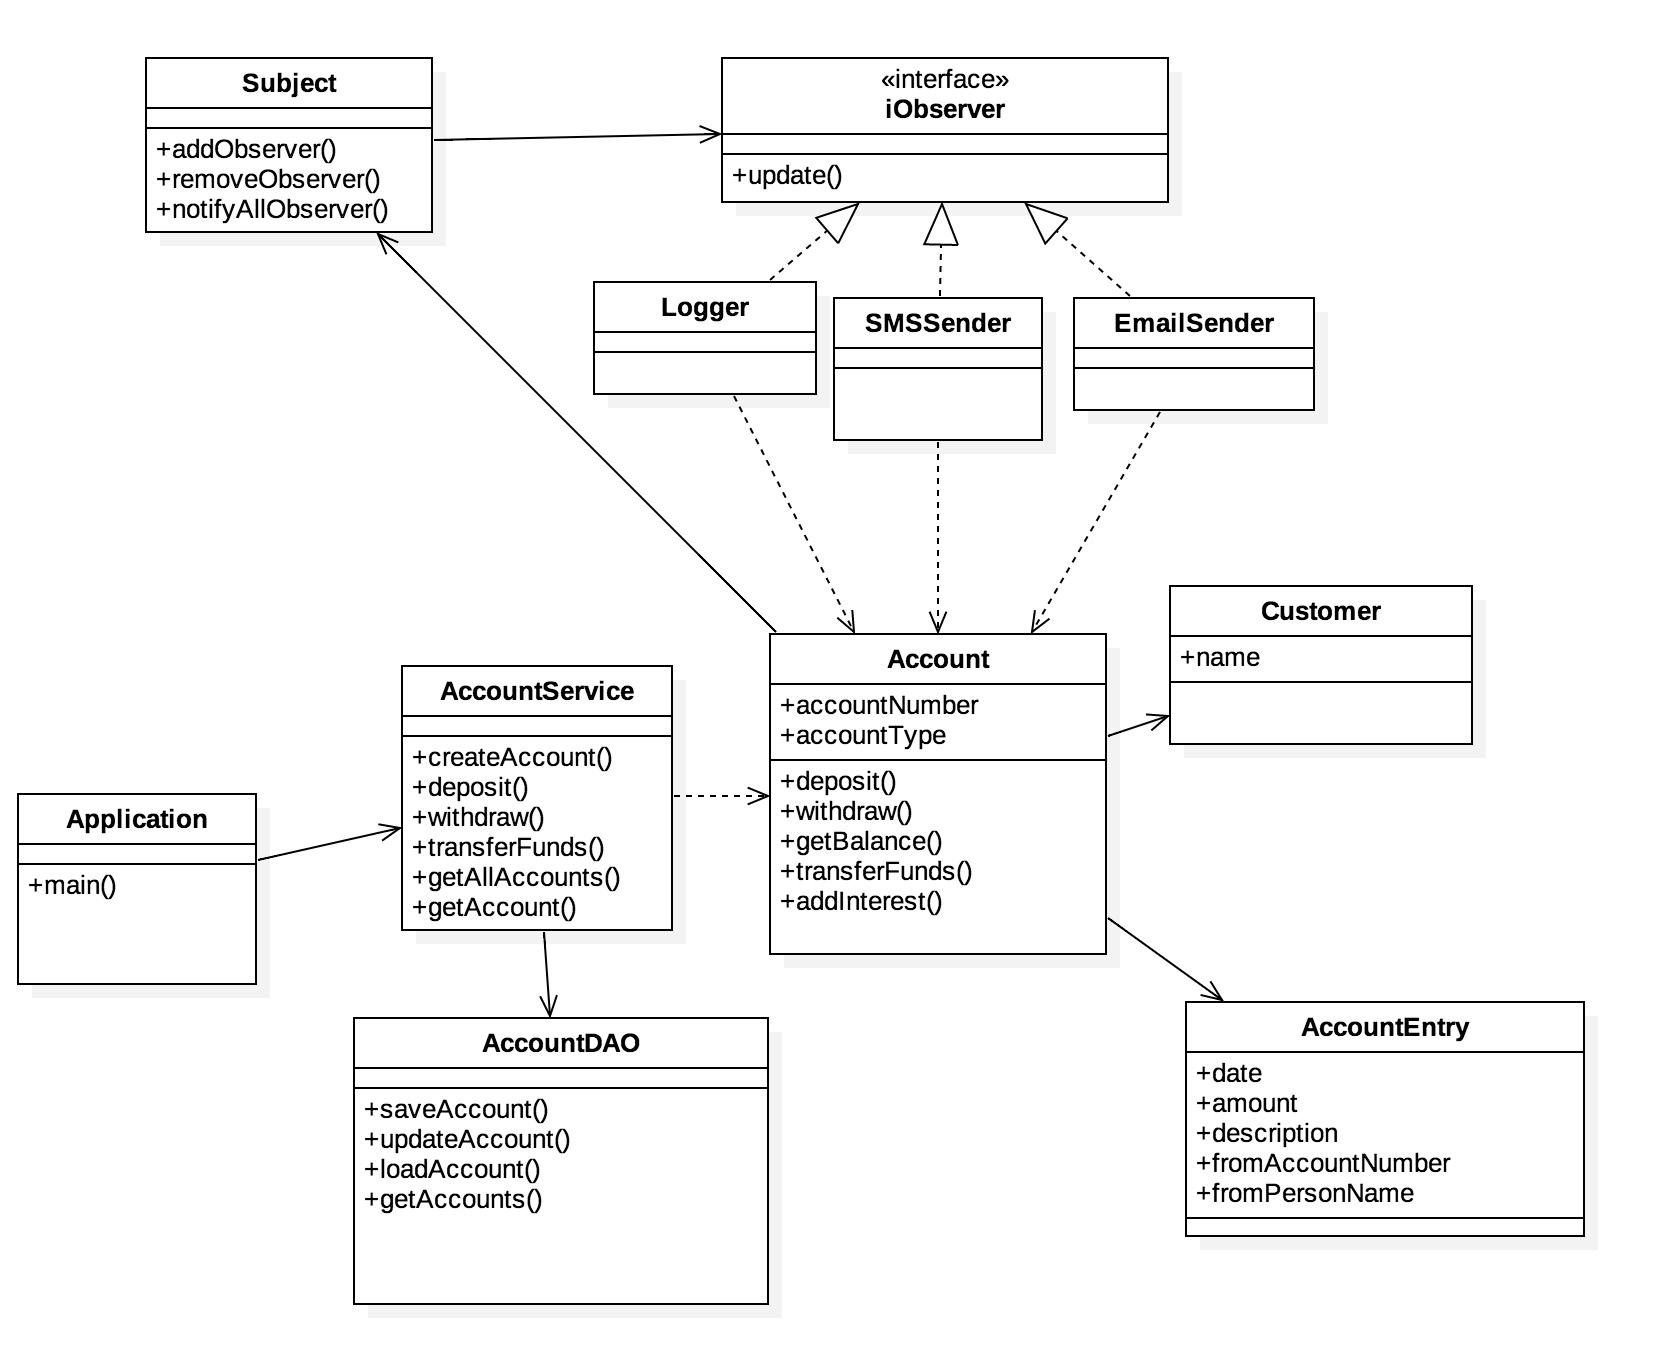 Subject
+addObserver()
+removeObserver()
+notifyAllObserver()
«interface»
iObserver
+update()
Logger
SMSSender
EmailSender
Account
+accountNumber
+accountType
+deposit()
+withdraw()
+getBalance()
+transferFunds()
+addInterest()
Customer
+name
AccountService
+createAccount()
+deposit()
+withdraw()
+transferFunds()
+getAllAccounts()
+getAccount()
Application
+main()
AccountDAO
+saveAccount()
+updateAccount()
+loadAccount()
+getAccounts()
AccountEntry
+date
+amount
+description
+fromAccountNumber
+fromPersonName